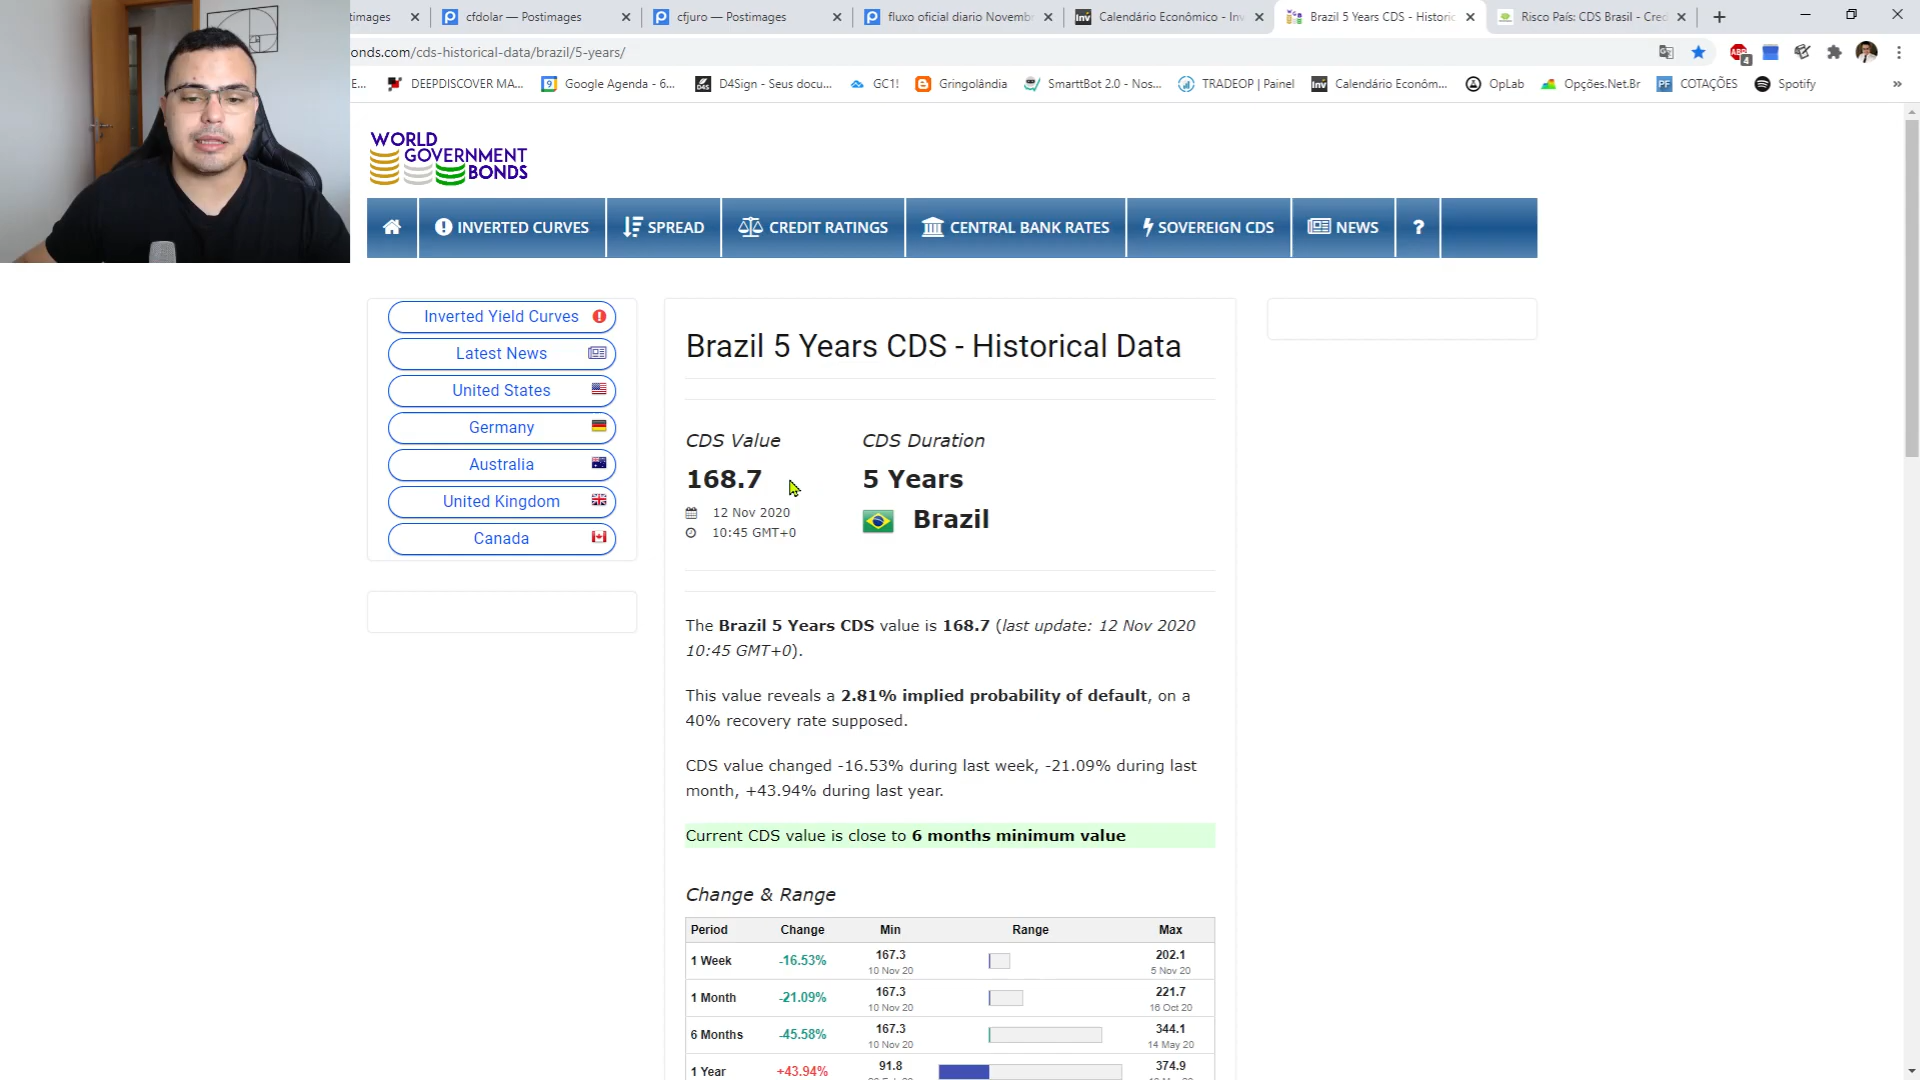 timages
cfdolar — Postimages
cfjuro — Postimages
fluxo oficial diario Novemb
Calendário Econômico - Inv
Brazil 5 Years CDS - Historic
Risco País: CDS Brasil - Cred
onds.com/cds-historical-data/brazil/5-years/
E...
DEEPDISCOVER MA...
Google Agenda - 6...
D4Sign - Seus docu...
GC1!
Gringolândia
SmarttBot 2.0 - Nos...
TRADEOP | Painel
Calendário Econôm...
OpLab
Opções.Net.Br
COTAÇÕES
Spotify
WORLD
GOVERNMENT
BONDS
INVERTED CURVES
SPREAD
CREDIT RATINGS
CENTRAL BANK RATES
SOVEREIGN CDS
NEWS
?
Inverted Yield Curves
Latest News
United States
Germany
Australia
United Kingdom
Canada
Brazil 5 Years CDS - Historical Data
CDS Value CDS Duration
168.7 5 Years
12 Nov 2020
10:45 GMT+0
Brazil
The Brazil 5 Years CDS value is 168.7 (last update: 12 Nov 2020
10:45 GMT+0).
This value reveals a 2.81% implied probability of default, on a
40% recovery rate supposed.
CDS value changed -16.53% during last week, -21.09% during last
month, +43.94% during last year.
Current CDS value is close to 6 months minimum value
Change & Range
Period Change Min Range Max
1 Week -16.53% 167.3 202.1
10 Nov 20 5 Nov 20
1 Month -21.09% 167.3 221.7
10 Nov 20 16 Oct 20
6 Months -45.58% 167.3 344.1
10 Nov 20 14 May 20
1 Year +43.94% 91.8 374.9